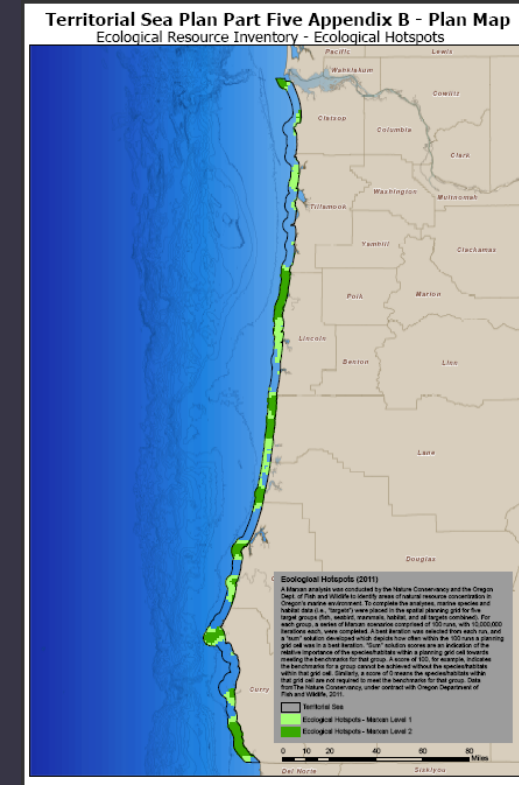 Territorial Sea Plan Part Five Appendix B - Plan Map
Ecological Resource Inventory - Ecological Hotspots
Pacific
Lewis
Wahkiakum
Cowlitz
Clatsop
Columbia
Clark
Washington
Multnomah
Tillamook
Yamhill
Clackamas
Polk
Marion
Lincoln
Benton
Linn
Lane
Douglas
Ecological Hotspots (2011)
A Marxan analysis was conducted by the Nature Conservancy and the Oregon
Dept. of Fish and Wildlife to identify areas of natural resource concentration in
Oregon's marine environment. To complete the analyses, marine species and
habitat data (i.e., "targets") were placed in the spatial planning grid for five
target groups (fish, seabird, mammals, habitat, and all targets combined). For
each group, a series of Marxan scenarios comprised of 100 runs, with 10,000,000
iterations each, were completed. A best iteration was selected from each run, and
a "sum" solution developed which depicts how often within the 100 runs a planning
grid cell was in a best iteration. "Sum" solution scores are an indication of the
relative importance of the species/habitats within a planning grid cell towards
meeting the benchmarks for that group. A score of 100, for example, indicates
the benchmarks for a group cannot be achieved without the species/habitats
within that grid cell. Similarly, a score of 0 means the species/habitats within
that grid cell are not required to meet the benchmarks for that group. Data
from The Nature Conservancy, under contract with Oregon Department of
Fish and Wildlife, 2011.
Curry
Territorial Sea
Ecological Hotspots - Marxan Level 1
Ecological Hotspots - Marxan Level 2
0 10 20 40 60 80
Miles
Del Norte
Siskiyou